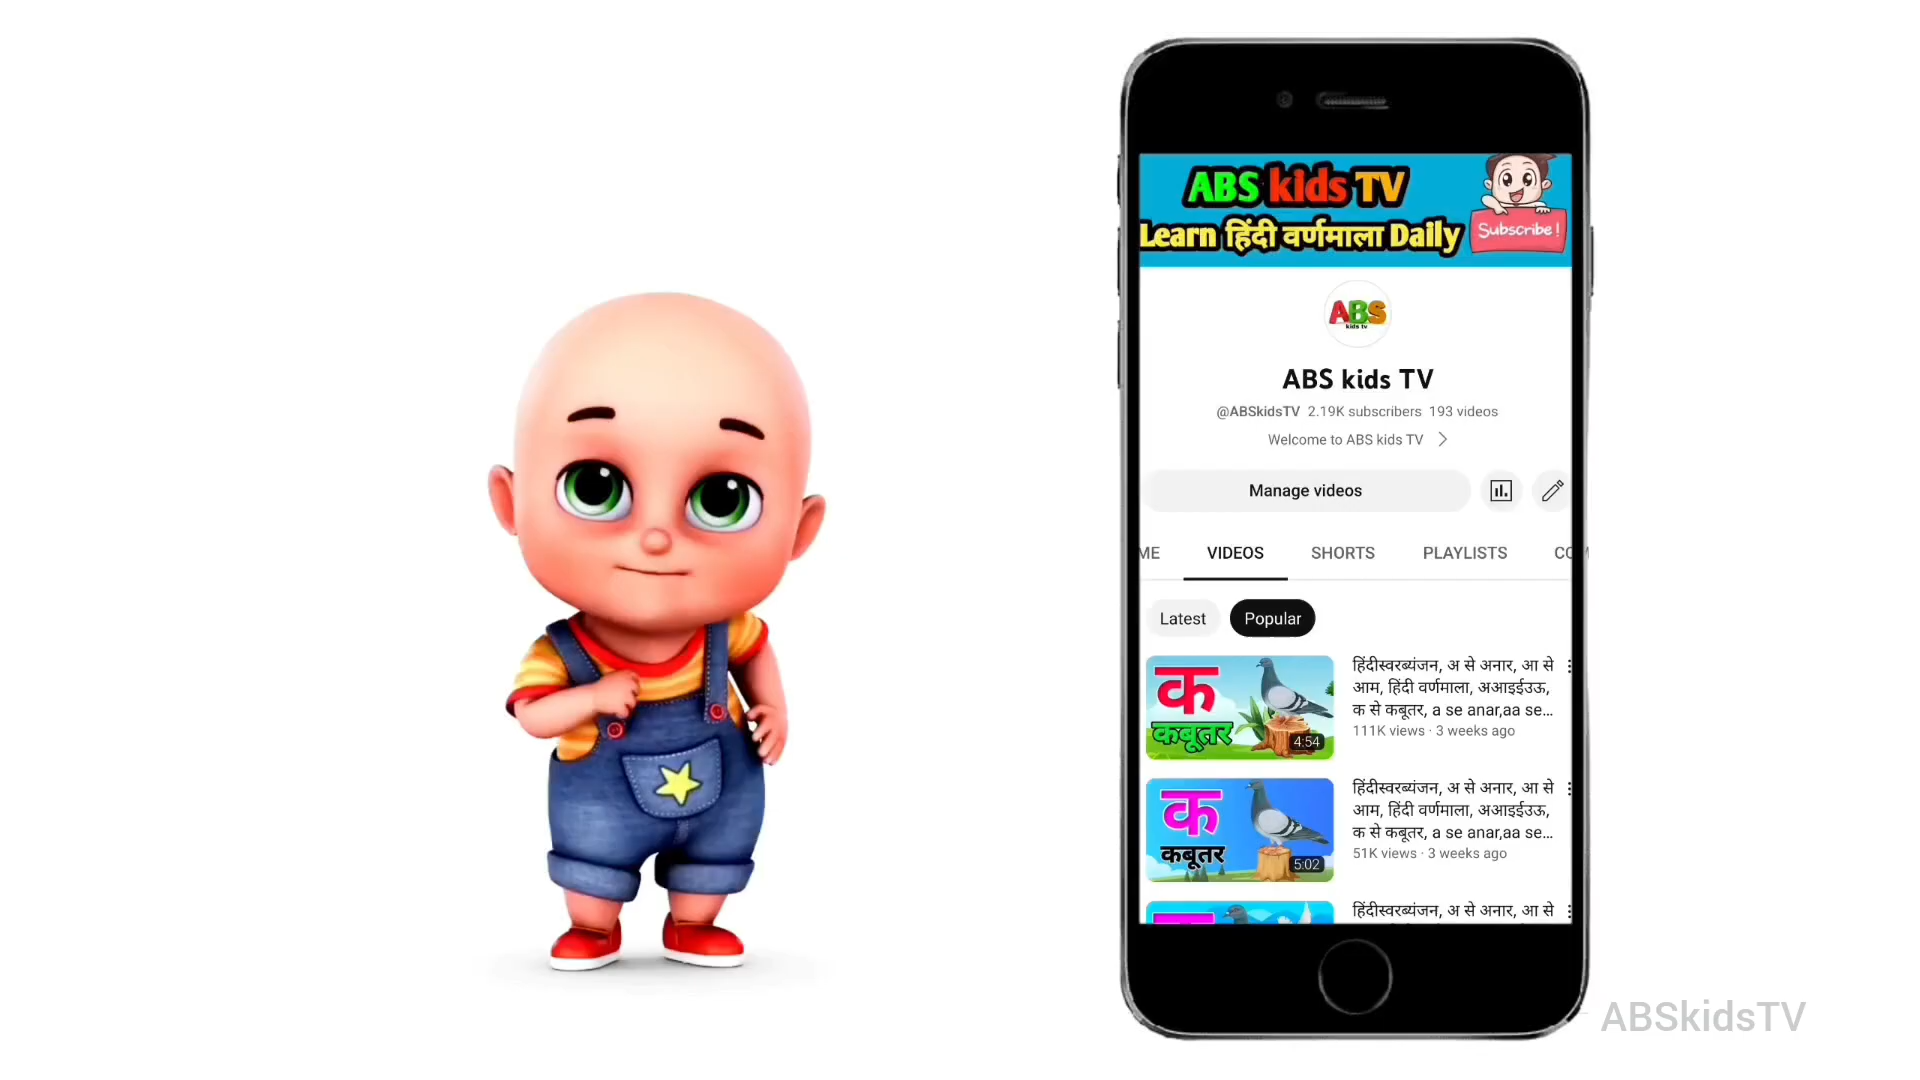 ABS kids TV
Learn हिंदी वर्णमाला Daily
Subscribe!
ABS
kids tv
ABS kids TV
@ABSkidsTV 2.19K subscribers 193 videos
Welcome to ABS kids TV
Manage videos
ME VIDEOS SHORTS PLAYLISTS COM
Latest Popular
क
कबूतर
4:54
हिंदीस्वरब्यंजन, अ से अनार, आ से
आम, हिंदी वर्णमाला, अआइईउऊ,
क से कबूतर, a se anar,aa se...
111K views · 3 weeks ago
क
कबूतर
5:02
हिंदीस्वरब्यंजन, अ से अनार, आ से
आम, हिंदी वर्णमाला, अआइईउऊ,
क से कबूतर, a se anar,aa se...
51K views · 3 weeks ago
हिंदीस्वरब्यंजन, अ से अनार, आ से
ABSkidsTV